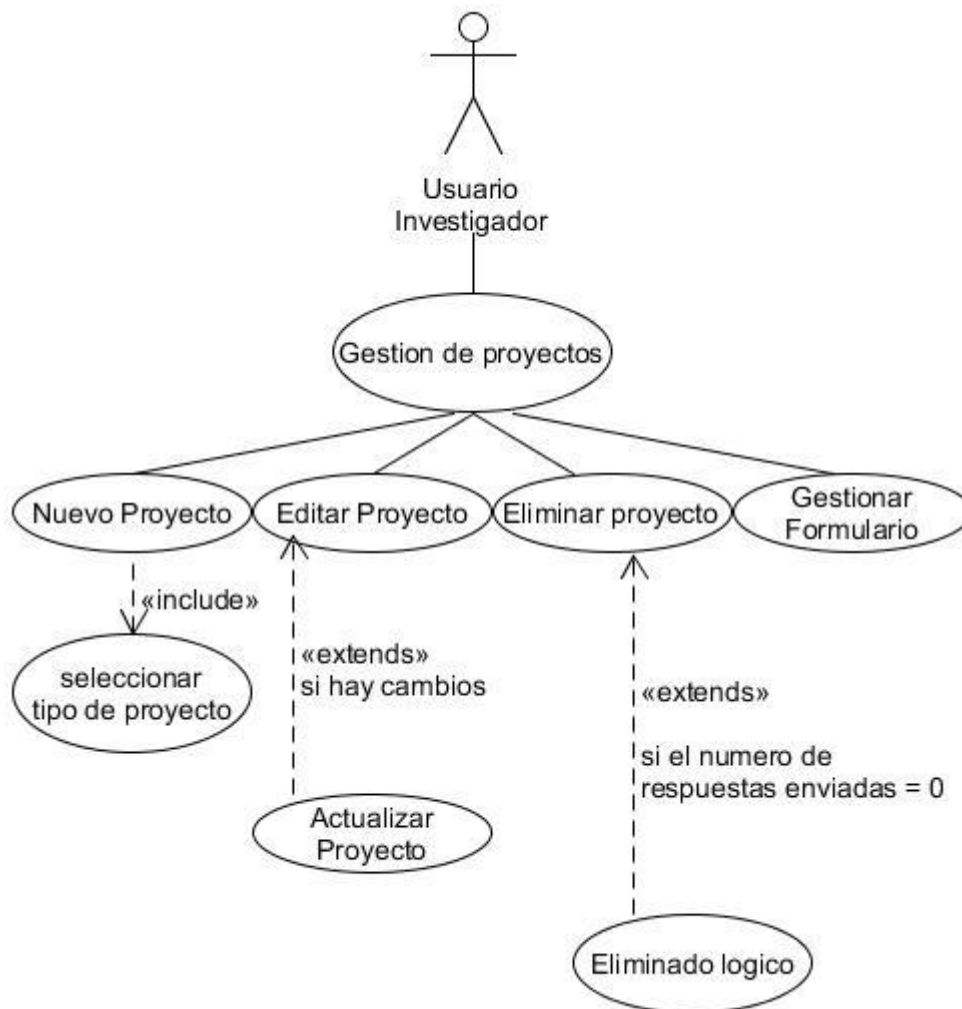 Usuario
Investigador
Gestion de proyectos
Nuevo Proyecto
Editar Proyecto
Eliminar proyecto
Gestionar
Formulario
«include»
seleccionar
tipo de proyecto
«extends»
si hay cambios
«extends»
si el numero de
respuestas enviadas = 0
Actualizar
Proyecto
Eliminado logico